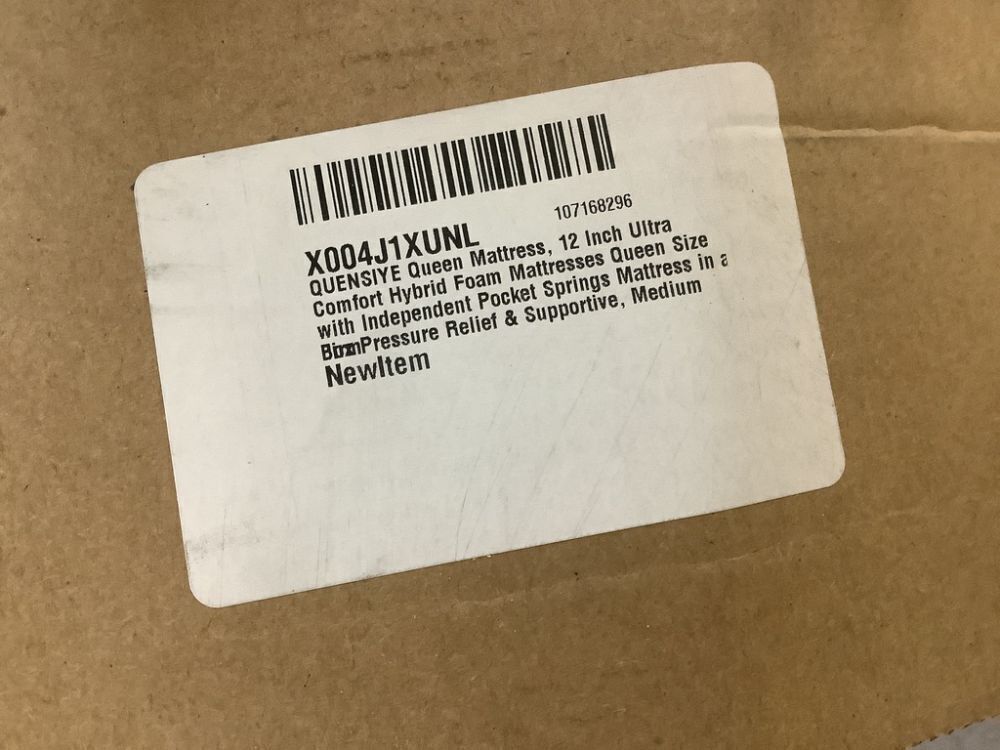 107168296
X004J1XUNL
QUENSIYE Queen Mattress, 12 Inch Ultra
Comfort Hybrid Foam Mattresses Queen Size
with Independent Pocket Springs Mattress in a
Pressure Relief & Supportive, Medium
NewItem